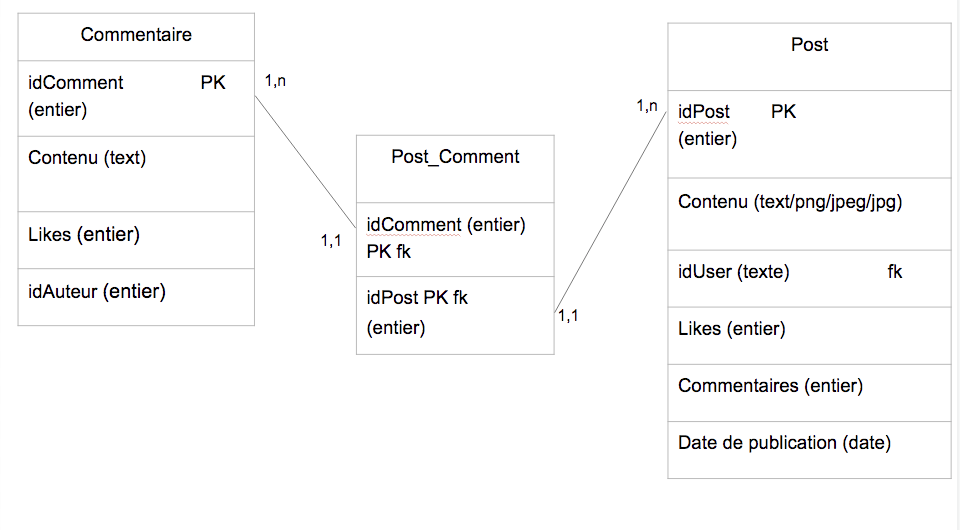 Commentaire
idComment PK
(entier)
Contenu (text)
Likes (entier)
idAuteur (entier)
1,n
1,1
Post_Comment
idComment (entier)
PK fk
idPost PK fk
(entier)
1,1
1,n
Post
idPost PK
(entier)
Contenu (text/png/jpeg/jpg)
idUser (texte) fk
Likes (entier)
Commentaires (entier)
Date de publication (date)